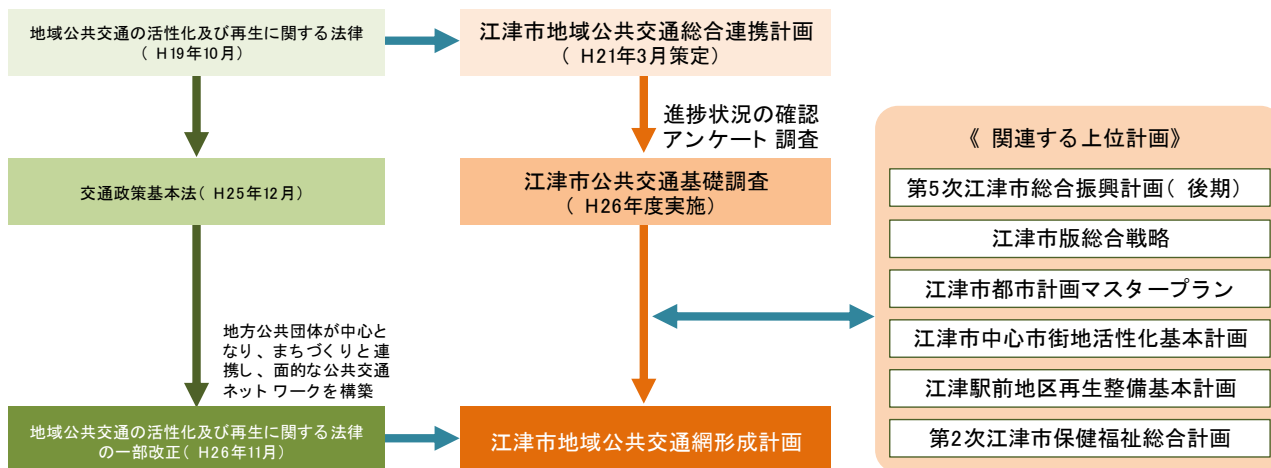 地域公共交通の活性化及び再生に関する法律
（H19年10月）
江津市地域公共交通総合連携計画
（H21年3月策定）
進捗状況の確認
アンケート調査
交通政策基本法（H25年12月）
江津市公共交通基礎調査
（H26年度実施）
地方公共団体が中心と
なり、まちづくりと連
携し、面的な公共交通
ネットワークを構築
地域公共交通の活性化及び再生に関する法律
の一部改正（H26年11月）
江津市地域公共交通網形成計画
《関連する上位計画》
第5次江津市総合振興計画（後期）
江津市版総合戦略
江津市都市計画マスタープラン
江津市中心市街地活性化基本計画
江津駅前地区再生整備基本計画
第2次江津市保健福祉総合計画